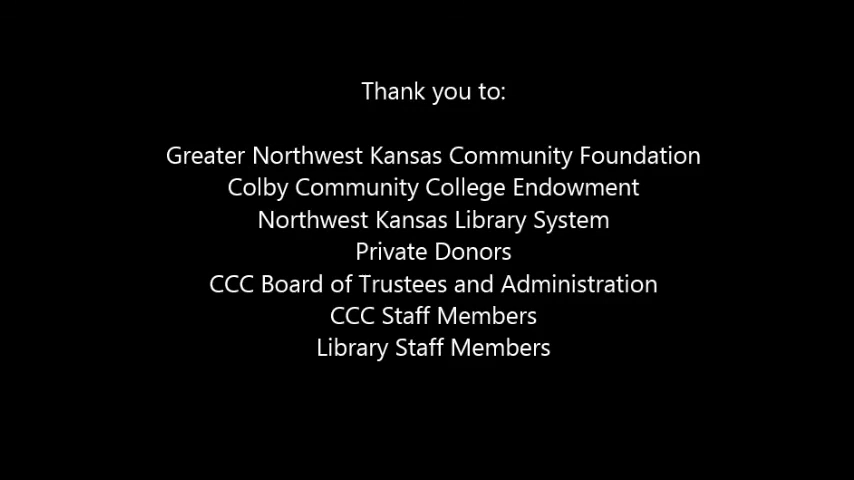 Thank you to:
Greater Northwest Kansas Community Foundation
Colby Community College Endowment
Northwest Kansas Library System
Private Donors
CCC Board of Trustees and Administration
CCC Staff Members
Library Staff Members